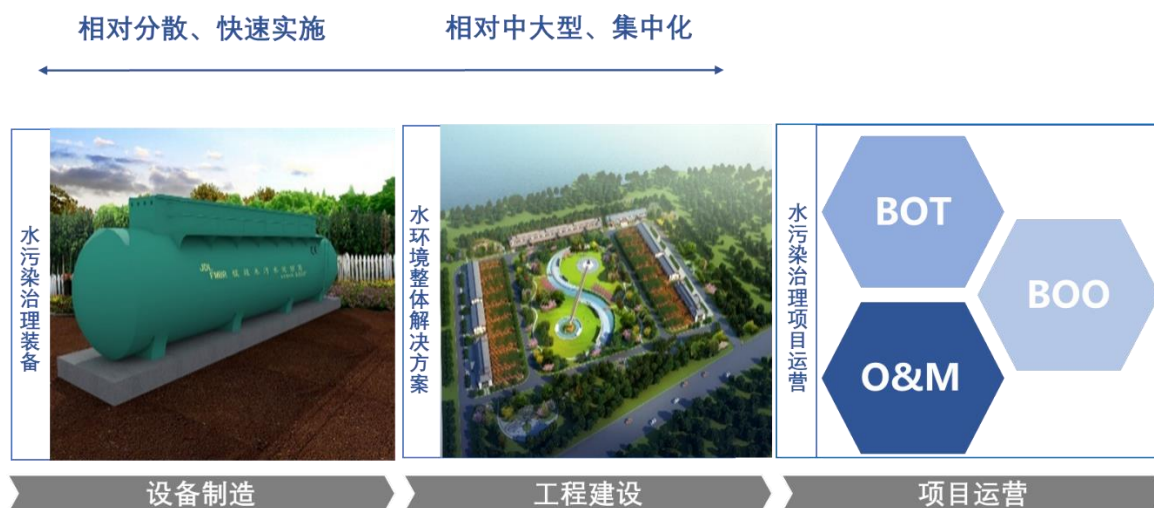 相对分散、快速实施
相对中大型、集中化
水污染治理装备
JDL
FMBR
水环境整体解决方案
水污染治理项目运营
BOT
BOO
O&M
设备制造
工程建设
项目运营